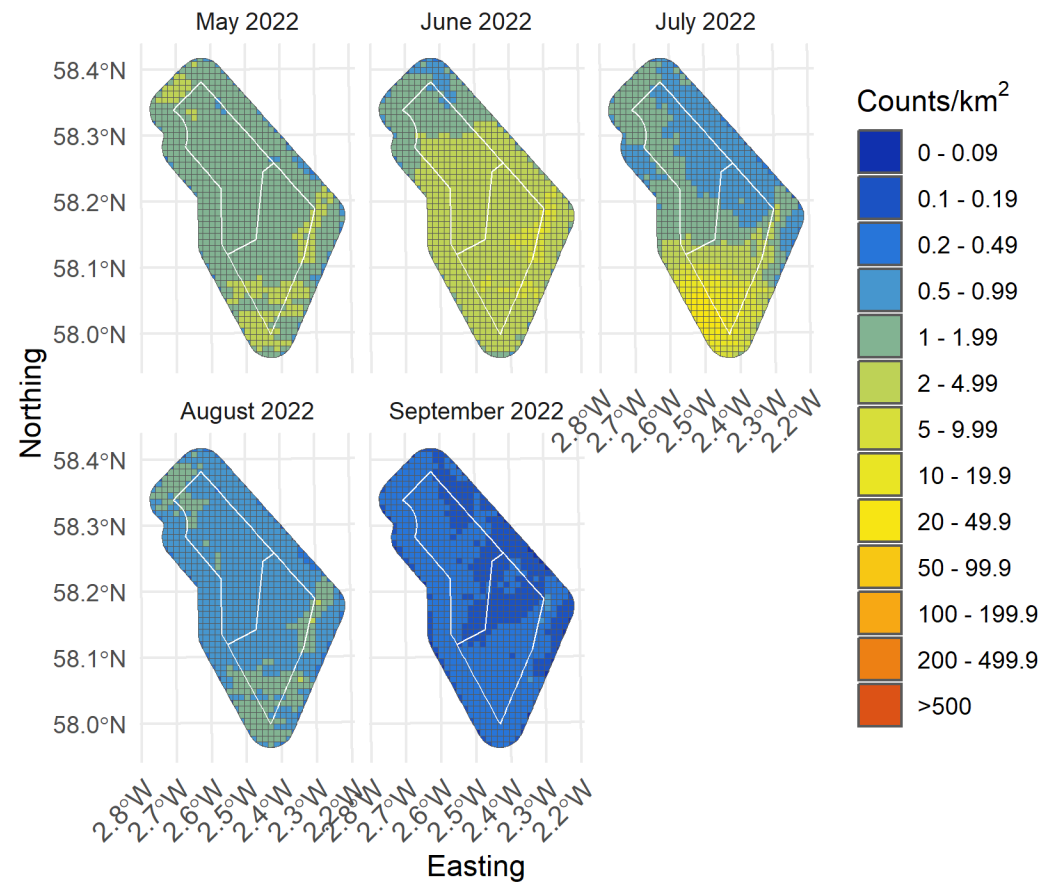 May 2022
June 2022
July 2022
58.4°N
58.3°N
58.2°N
58.1°N
58.0°N
2.8°W
2.7°W
2.6°W
2.5°W
2.4°W
2.3°W
2.2°W
August 2022
September 2022
58.4°N
58.3°N
58.2°N
58.1°N
58.0°N
2.8°W
2.7°W
2.6°W
2.5°W
2.4°W
2.3°W
2.2°W
2.8°W
2.7°W
2.6°W
2.5°W
2.4°W
2.3°W
2.2°W
Northing
Easting
Counts/km²
0 - 0.09
0.1 - 0.19
0.2 - 0.49
0.5 - 0.99
1 - 1.99
2 - 4.99
5 - 9.99
10 - 19.9
20 - 49.9
50 - 99.9
100 - 199.9
200 - 499.9
>500